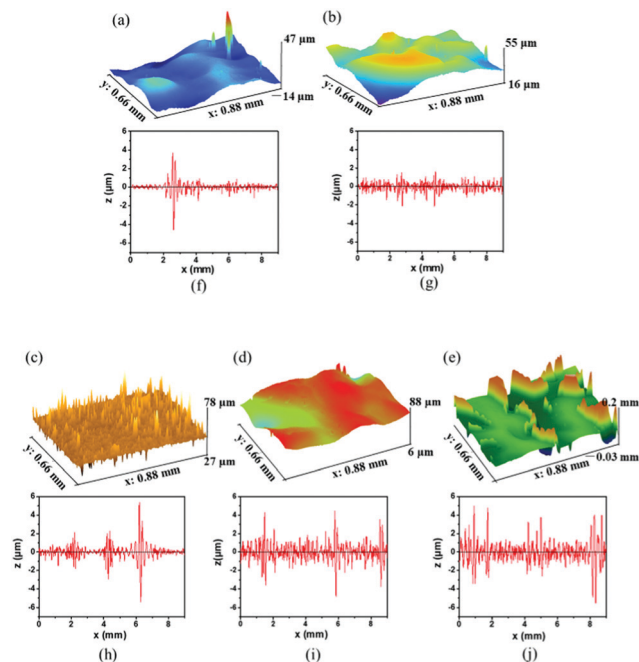 (a)
47 µm
−14 µm
y: 0.66 mm
x: 0.88 mm
(b)
55 µm
16 µm
y: 0.66 mm
x: 0.88 mm
6
4
2
0
-2
-4
-6
z (µm)
0 2 4 6 8
x (mm)
(f)
6
4
2
0
-2
-4
-6
z(µm)
0 2 4 6 8
x (mm)
(g)
(c)
78 µm
27 µm
y: 0.66 mm
x: 0.88 mm
(d)
88 µm
6 µm
y: 0.66 mm
x: 0.88 mm
(e)
0.2 mm
−0.03 mm
y: 0.66 mm
x: 0.88 mm
6
4
2
0
-2
-4
-6
z (µm)
0 2 4 6 8
x (mm)
(h)
6
4
2
0
-2
-4
-6
z (µm)
0 2 4 6 8
x (mm)
(i)
6
4
2
0
-2
-4
-6
z (µm)
0 2 4 6 8
x (mm)
(j)